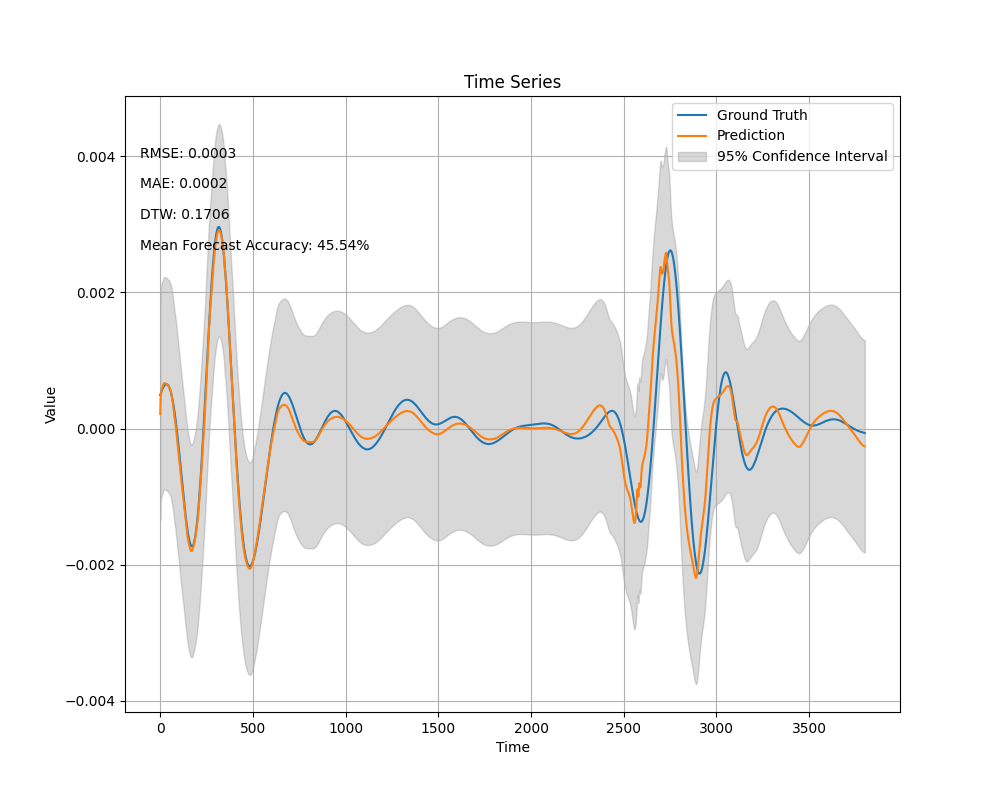 Time Series
Ground Truth
Prediction
95% Confidence Interval
RMSE: 0.0003
MAE: 0.0002
DTW: 0.1706
Mean Forecast Accuracy: 45.54%
0.004
0.002
0.000
−0.002
−0.004
Value
0 500 1000 1500 2000 2500 3000 3500
Time